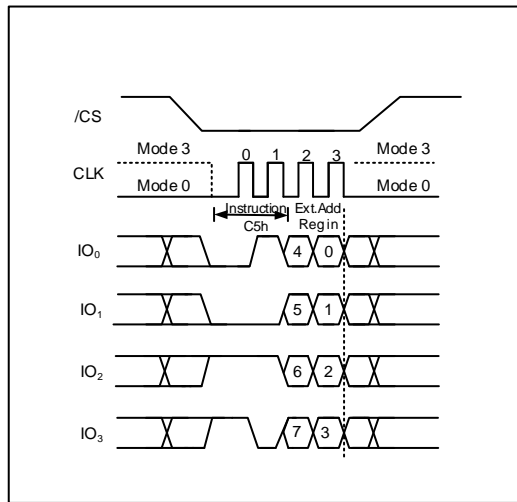 /CS
Mode 3 0 1 2 3 Mode 3
CLK
Mode 0 Mode 0
Instruction Ext.Add
C5h Reg in
IO₀ 4 0
IO₁ 5 1
IO₂ 6 2
IO₃ 7 3